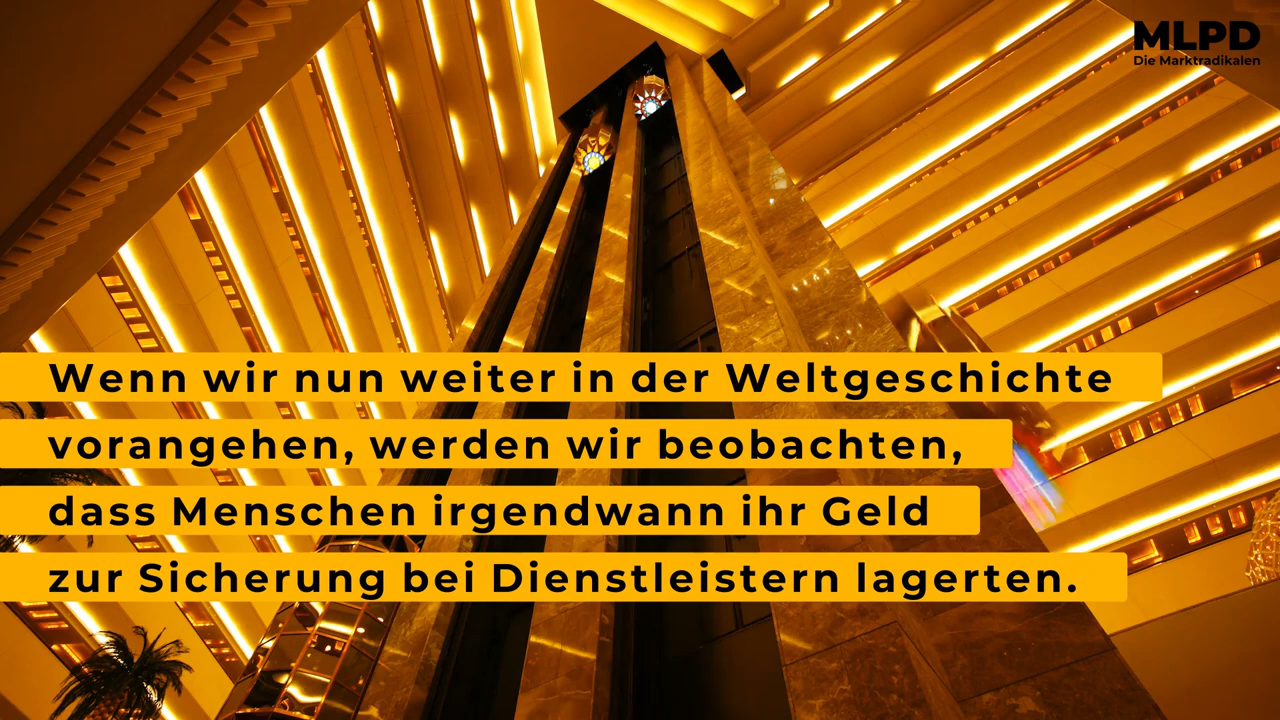 MLPD
Die Marktradikalen
Wenn wir nun weiter in der Weltgeschichte
vorangehen, werden wir beobachten,
dass Menschen irgendwann ihr Geld
zur Sicherung bei Dienstleistern lagerten.